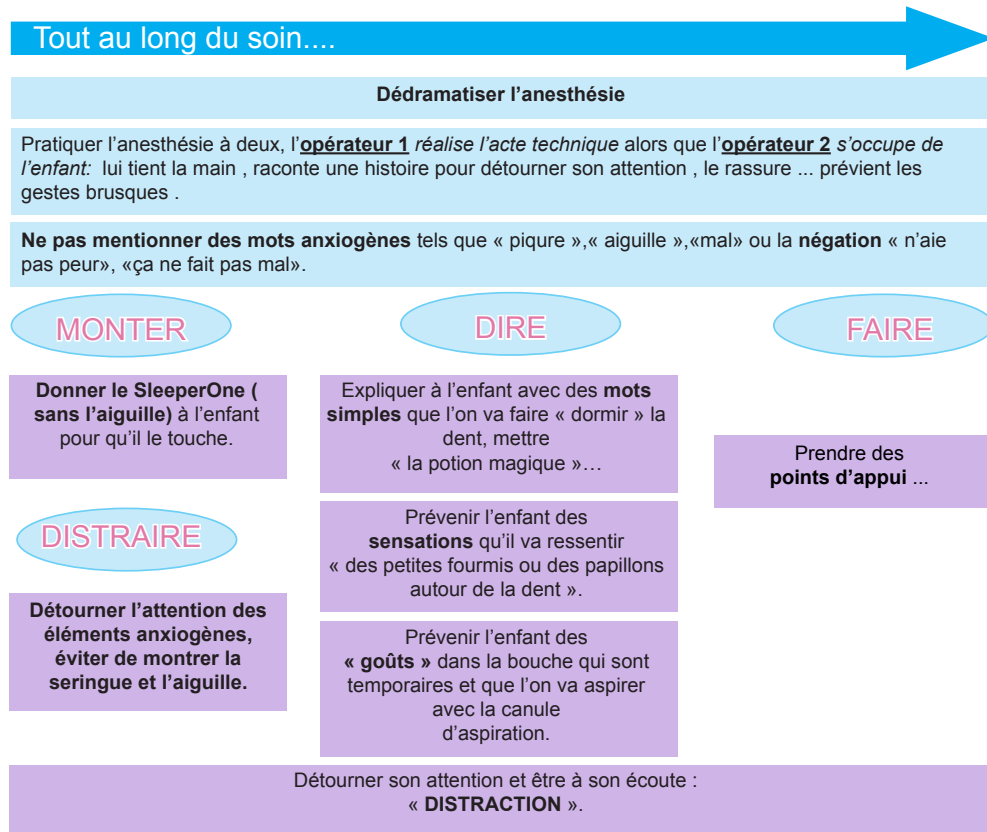 Tout au long du soin....
Dédramatiser l'anesthésie
Pratiquer l'anesthésie à deux, l'opérateur 1 réalise l'acte technique alors que l'opérateur 2 s'occupe de
l'enfant: lui tient la main , raconte une histoire pour détourner son attention , le rassure ... prévient les
gestes brusques .
Ne pas mentionner des mots anxiogènes tels que « piqure »,« aiguille »,«mal» ou la négation « n'aie
pas peur», «ça ne fait pas mal».
MONTER
Donner le SleeperOne (
sans l'aiguille) à l'enfant
pour qu'il le touche.
DISTRAIRE
Détourner l'attention des
éléments anxiogènes,
éviter de montrer la
seringue et l'aiguille.
DIRE
Expliquer à l'enfant avec des mots
simples que l'on va faire « dormir » la
dent, mettre
« la potion magique »…
Prévenir l'enfant des
sensations qu'il va ressentir
« des petites fourmis ou des papillons
autour de la dent ».
Prévenir l'enfant des
« goûts » dans la bouche qui sont
temporaires et que l'on va aspirer
avec la canule
d'aspiration.
FAIRE
Prendre des
points d'appui ...
Détourner son attention et être à son écoute :
« DISTRACTION ».